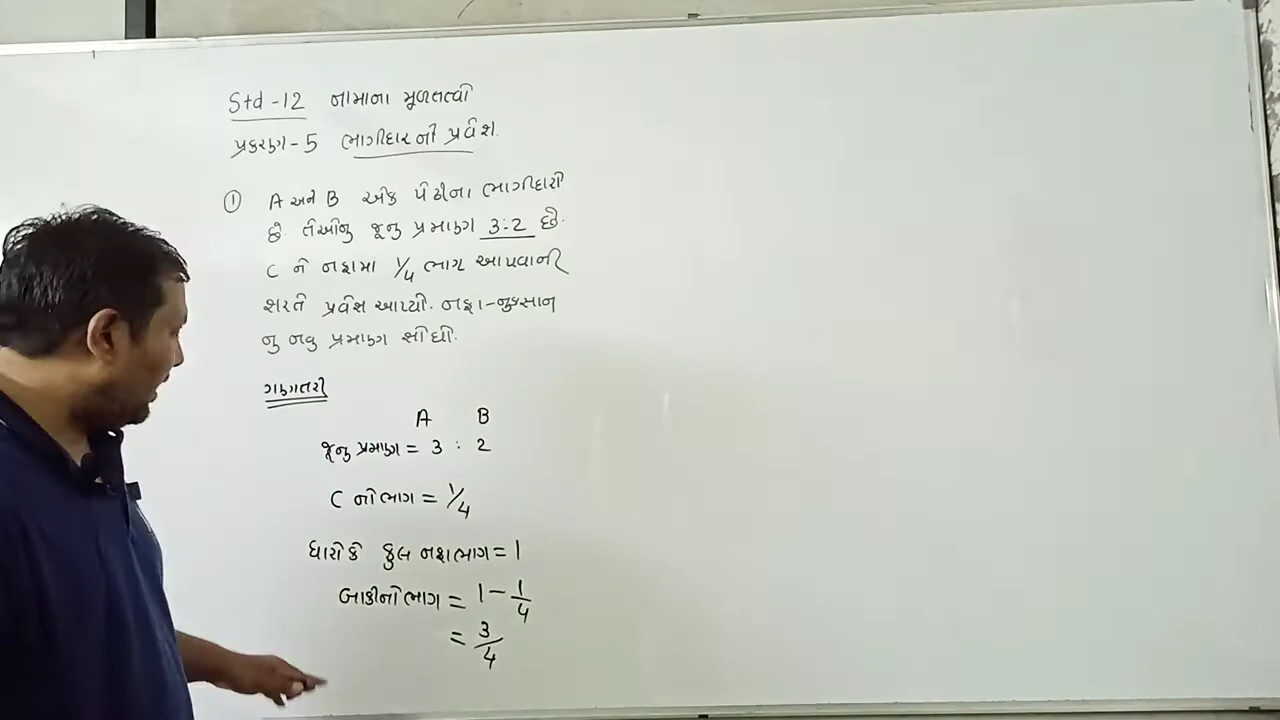 Std -12 નામાના મૂળતત્વો
પ્રકરણ - 5 ભાગીદારનો પ્રવેશ.
① A અને B એક પેઢીના ભાગીદારો
છે તેઓનુ જૂનુ પ્રમાણ 3:2 છે.
C ને નફામા 1/4 ભાગ આપવાની
શરતે પ્રવેશ આપ્યો. નફા-નુકસાન
નુ નવુ પ્રમાણ શોધો.
ગણતરી
A B
જૂનુ પ્રમાણ = 3 : 2
C નો ભાગ = 1/4
ધારો કે કુલ નફાભાગ = 1
બાકીનો ભાગ = 1 - 1/4
= 3/4